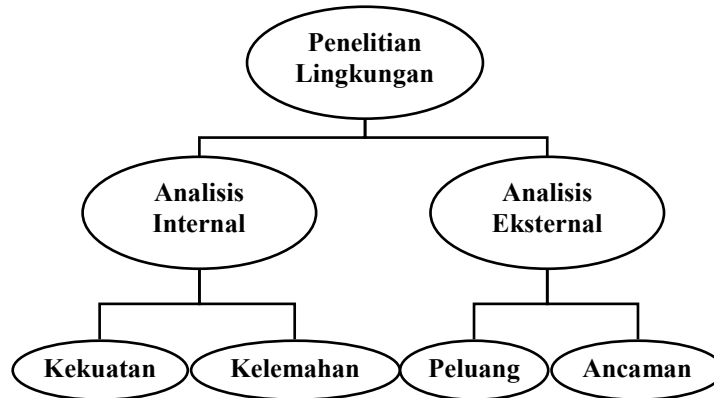 Penelitian
Lingkungan
Analisis
Internal
Analisis
Eksternal
Kekuatan
Kelemahan
Peluang
Ancaman